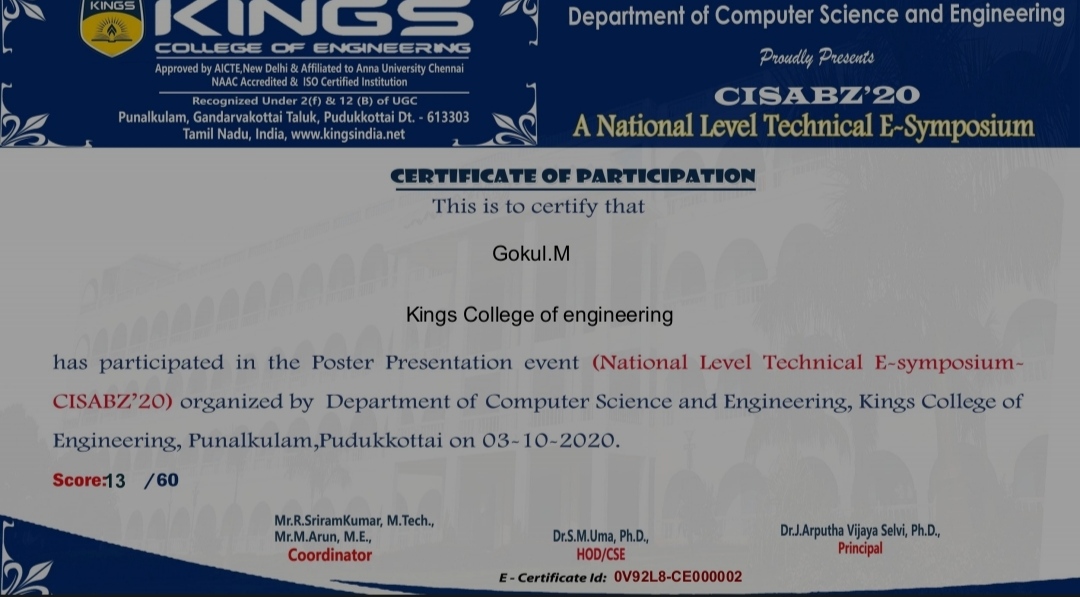 KINGS
KINGS
COLLEGE OF ENGINEERING
Approved by AICTE,New Delhi & Affiliated to Anna University Chennai
NAAC Accredited & ISO Certified Institution
Recognized Under 2(f) & 12 (B) of UGC
Punalkulam, Gandarvakottai Taluk, Pudukkottai Dt. - 613303
Tamil Nadu, India, www.kingsindia.net
Department of Computer Science and Engineering
Proudly Presents
CISABZ'20
A National Level Technical E-Symposium
CERTIFICATE OF PARTICIPATION
This is to certify that
Gokul.M
Kings College of engineering
has participated in the Poster Presentation event (National Level Technical E-symposium-
CISABZ'20) organized by Department of Computer Science and Engineering, Kings College of
Engineering, Punalkulam,Pudukkottai on 03-10-2020.
Score:13 /60
Mr.R.SriramKumar, M.Tech.,
Mr.M.Arun, M.E.,
Coordinator
Dr.S.M.Uma, Ph.D.,
HOD/CSE
Dr.J.Arputha Vijaya Selvi, Ph.D.,
Principal
E - Certificate Id: 0V92L8-CE000002